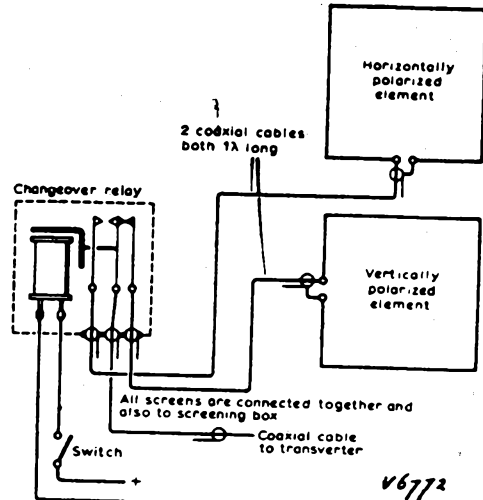 Horizontally
polarized
element
2 coaxial cables
both 1λ long
Changeover relay
Vertically
polarized
element
All screens are connected together and
also to screening box
Coaxial cable
to transverter
Switch
+
V6772